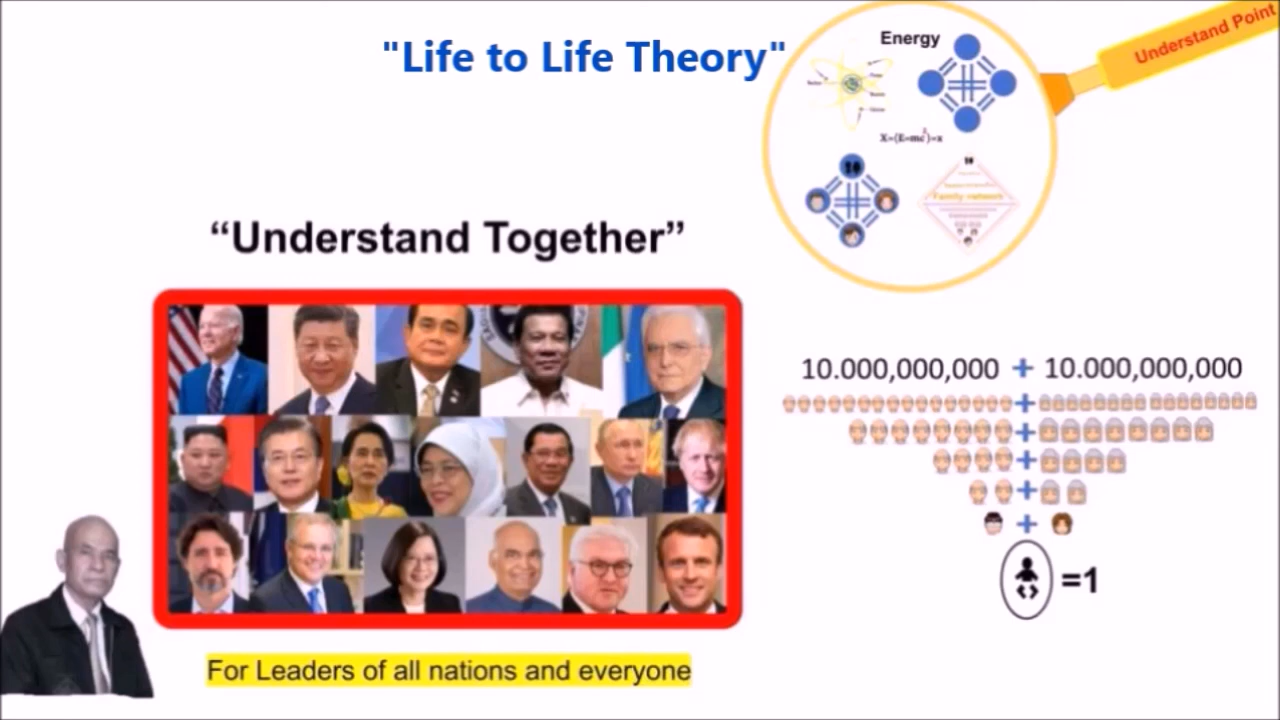 "Life to Life Theory"
Understand Point
Energy
X=(E=mc²)=x
Family network
“Understand Together”
10.000,000,000 + 10.000,000,000
+
+
+
+
+
=1
For Leaders of all nations and everyone